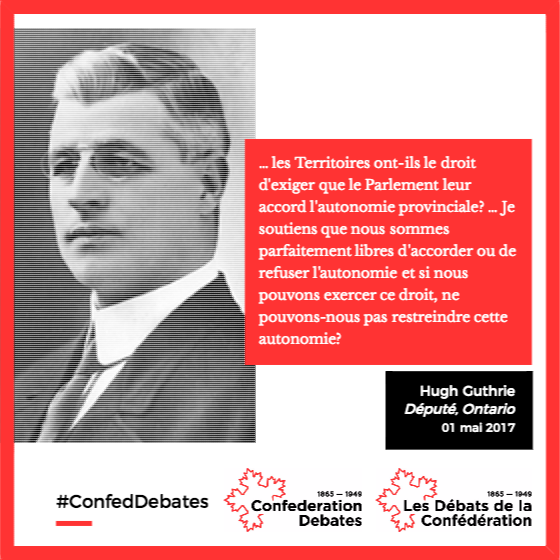 ... les Territoires ont-ils le droit
d'exiger que le Parlement leur
accord l'autonomie provinciale? ... Je
soutiens que nous sommes
parfaitement libres d'accorder ou de
refuser l'autonomie et si nous
pouvons exercer ce droit, ne
pouvons-nous pas restreindre cette
autonomie?
Hugh Guthrie
Député, Ontario
01 mai 2017
#ConfedDebates
1865 — 1949
Confederation
Debates
1865 — 1949
Les Débats de la
Confédération